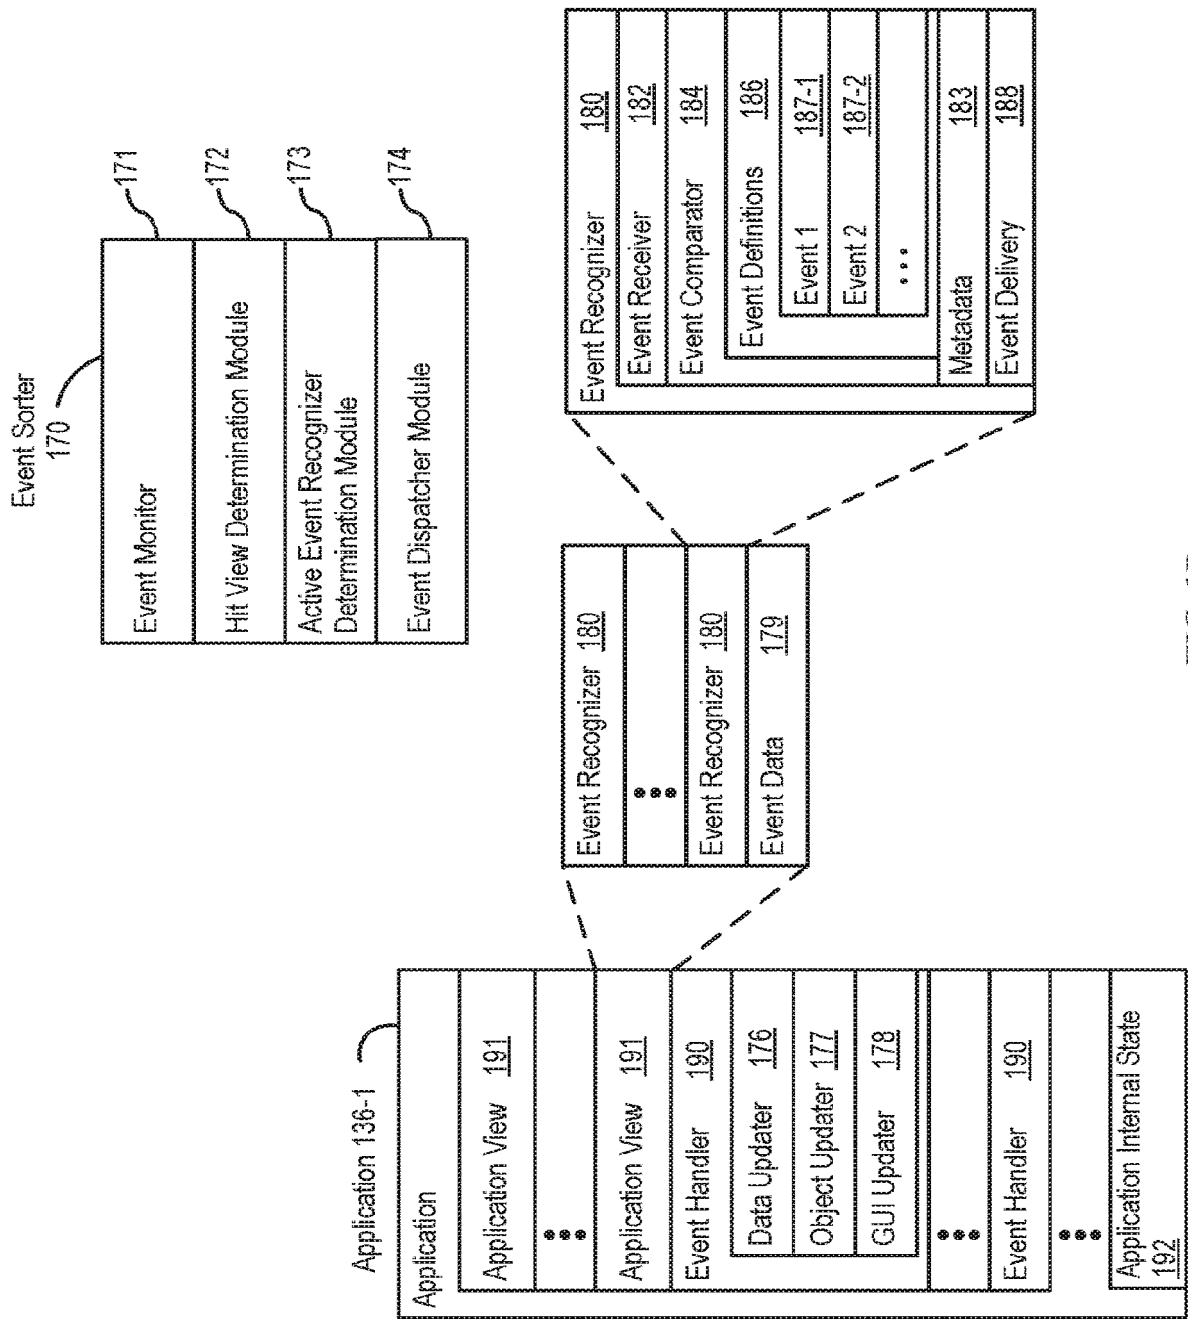 Event Sorter
170
Event Monitor
171
Hit View Determination Module
172
Active Event Recognizer
Determination Module
173
Event Dispatcher Module
174
Application 136-1
Application
Application View 191
Application View 191
Event Handler 190
Data Updater 176
Object Updater 177
GUI Updater 178
Event Handler 190
Application Internal State
192
Event Recognizer 180
Event Recognizer 180
Event Data 179
Event Recognizer 180
Event Receiver 182
Event Comparator 184
Event Definitions 186
Event 1 187-1
Event 2 187-2
Metadata 183
Event Delivery 188